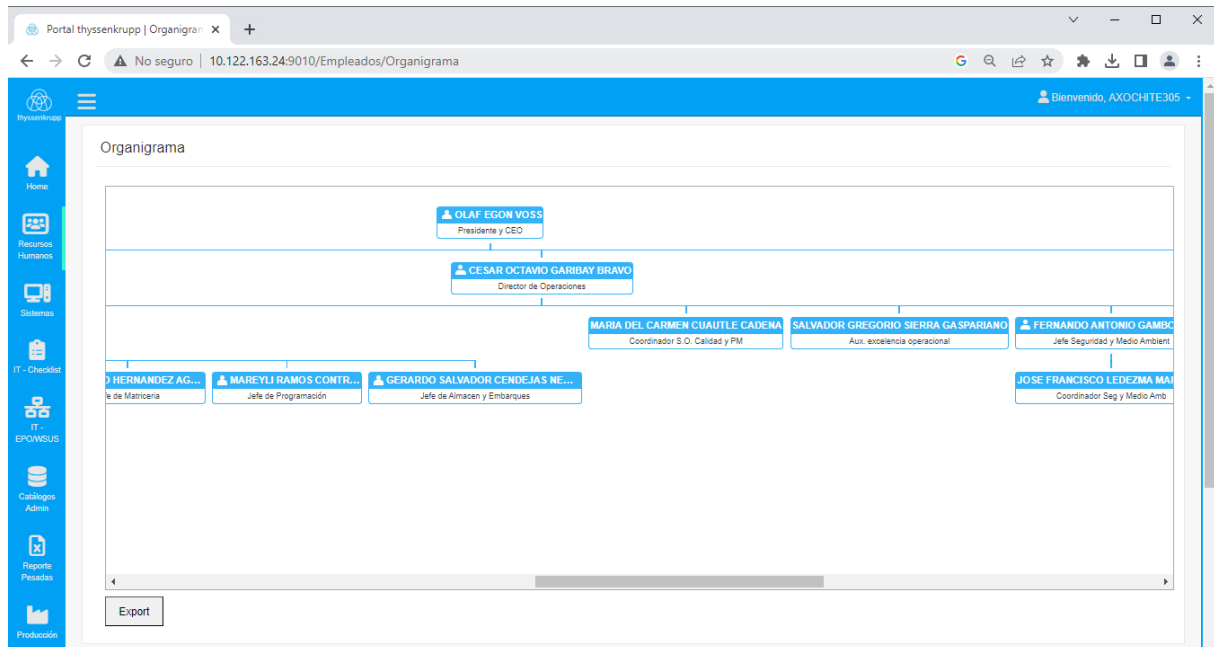 Portal thyssenkrupp | Organigran
No seguro | 10.122.163.24:9010/Empleados/Organigrama
thyssenkrupp
Bienvenido, AXOCHITE305
Home
Recursos
Humanos
Sistemas
IT - Checklist
IT -
EPO/WSUS
Catálogos
Admin
Reporte
Pesadas
Producción
Organigrama
OLAF EGON VOSS
Presidente y CEO
CESAR OCTAVIO GARIBAY BRAVO
Director de Operaciones
MARIA DEL CARMEN CUAUTLE CADENA
Coordinador S.O. Calidad y PM
SALVADOR GREGORIO SIERRA GASPARIANO
Aux. excelencia operacional
FERNANDO ANTONIO GAMBO
Jefe Seguridad y Medio Ambient
HERNANDEZ AG...
de Matriceria
MAREYLI RAMOS CONTR...
Jefe de Programación
GERARDO SALVADOR CENDEJAS NE...
Jefe de Almacen y Embarques
JOSE FRANCISCO LEDEZMA MAR
Coordinador Seg y Medio Amb
Export